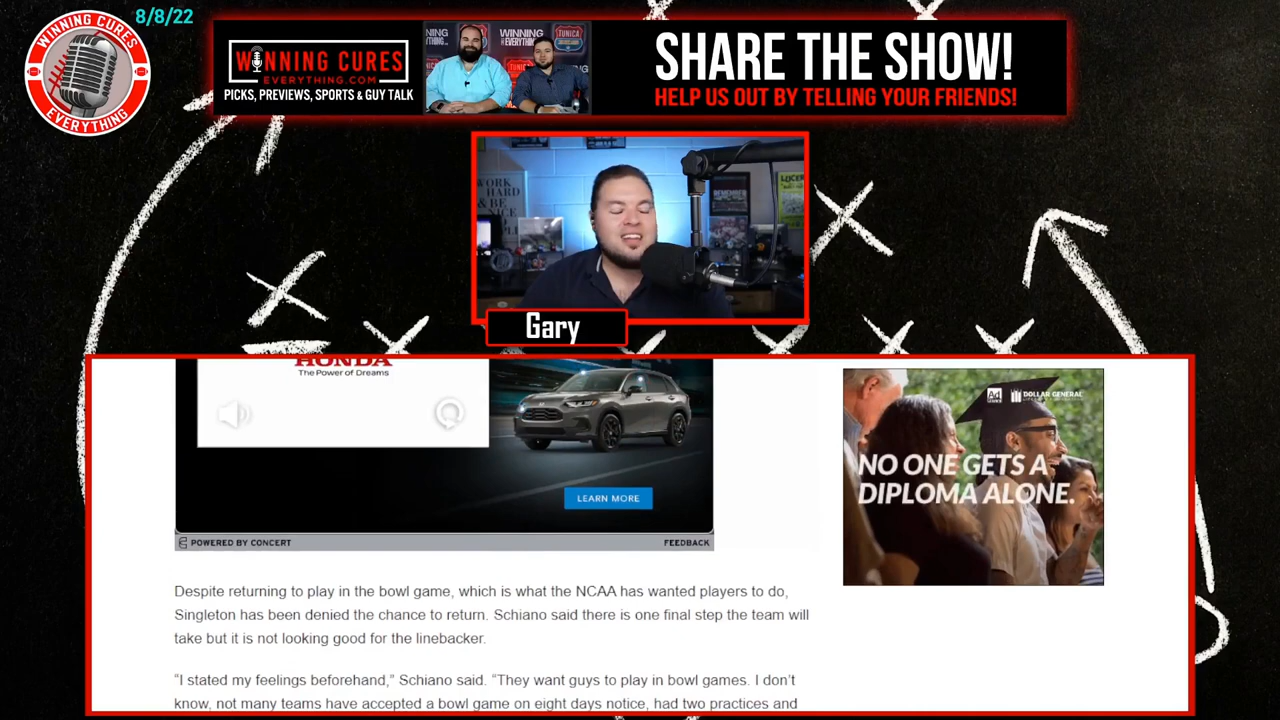 8/8/22
WINNING CURES
EVERYTHING
WINNING CURES
EVERYTHING.COM
PICKS, PREVIEWS, SPORTS & GUY TALK
SHARE THE SHOW!
HELP US OUT BY TELLING YOUR FRIENDS!
WORK
HARD
& BE
NICE
Gary
HONDA
The Power of Dreams
LEARN MORE
POWERED BY CONCERT
FEEDBACK
Ad
DOLLAR GENERAL
NO ONE GETS A
DIPLOMA ALONE.
Despite returning to play in the bowl game, which is what the NCAA has wanted players to do,
Singleton has been denied the chance to return. Schiano said there is one final step the team will
take but it is not looking good for the linebacker.
“I stated my feelings beforehand,” Schiano said. “They want guys to play in bowl games. I don’t
know, not many teams have accepted a bowl game on eight days notice, had two practices and